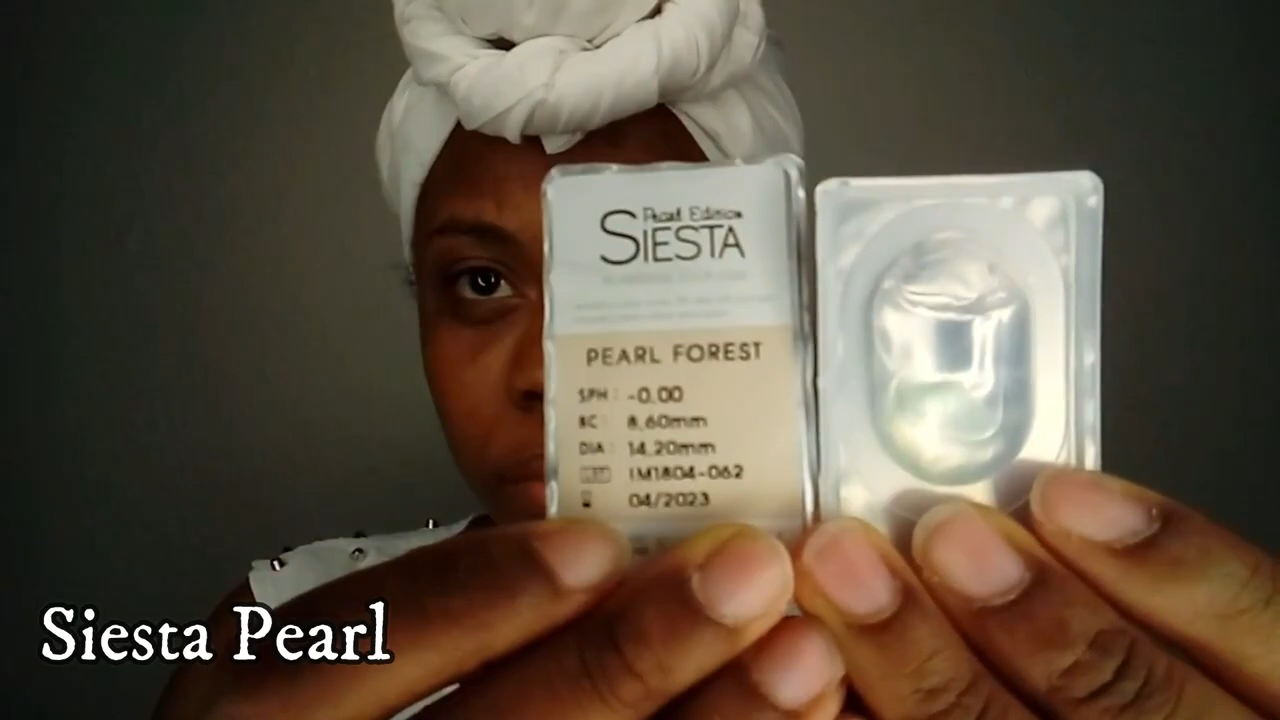 Pearl Edition
SIESTA
PEARL FOREST
SPH : -0.00
BC : 8.60mm
DIA : 14.20mm
LOT 1M1804-062
04/2023
Siesta Pearl